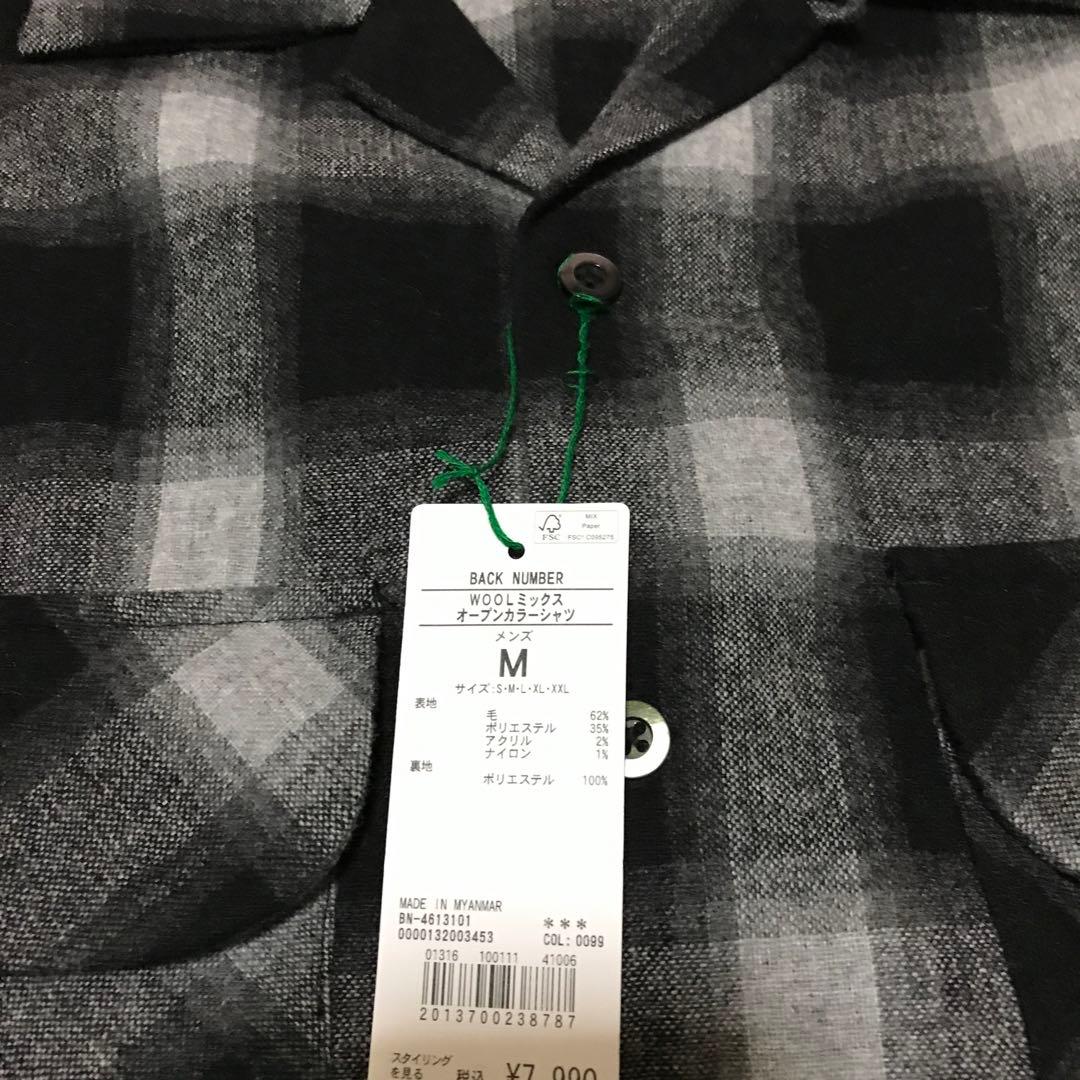 FSC
MIX
Paper
FSC® C095275
BACK NUMBER
WOOLミックス
オープンカラーシャツ
メンズ
M
サイズ:S・M・L・XL・XXL
表地
毛 62%
ポリエステル 35%
アクリル 2%
ナイロン 1%
裏地
ポリエステル 100%
MADE IN MYANMAR
BN-4613101 ***
0000132003453 COL:0099
01316 100111 41006
2013700238787
スタイリング
を見る 税込 ¥7,990